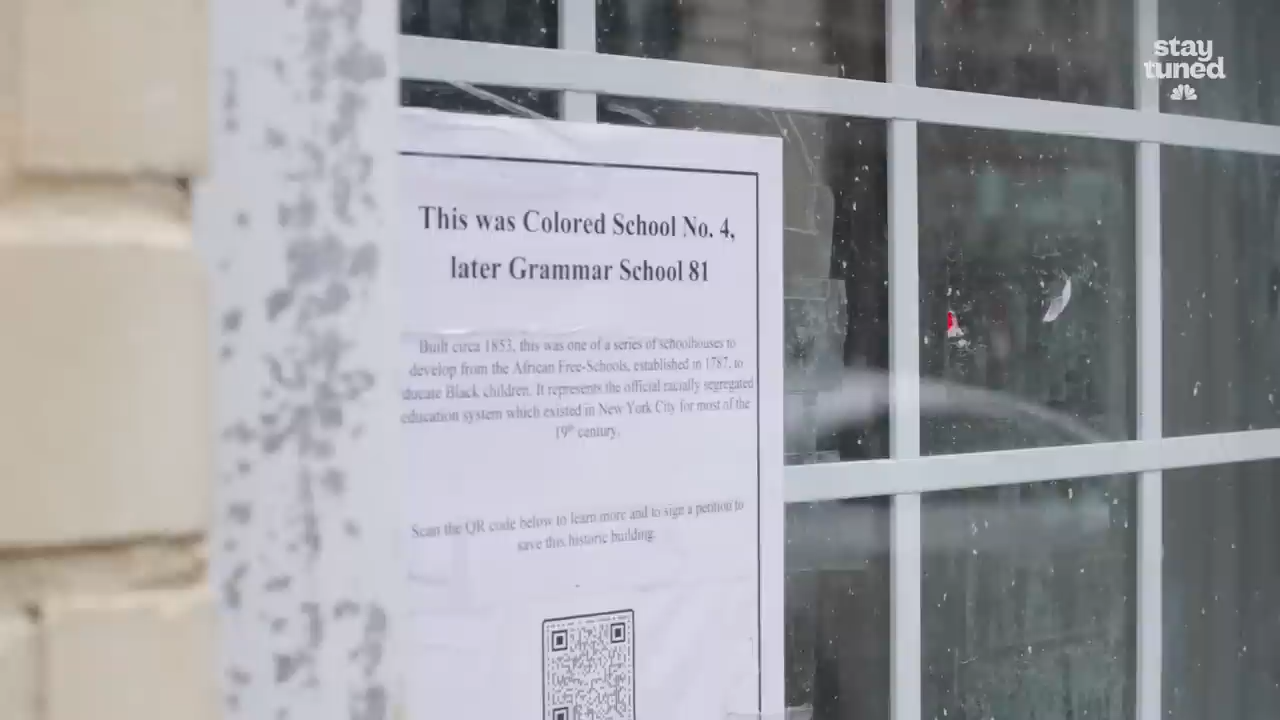 stay
tuned
This was Colored School No. 4,
later Grammar School 81
Built circa 1853, this was one of a series of schoolhouses to
develop from the African Free-Schools, established in 1787, to
ducate Black children. It represents the official racially segregated
education system which existed in New York City for most of the
19th century.
Scan the QR code below to learn more and to sign a petition to
save this historic building.